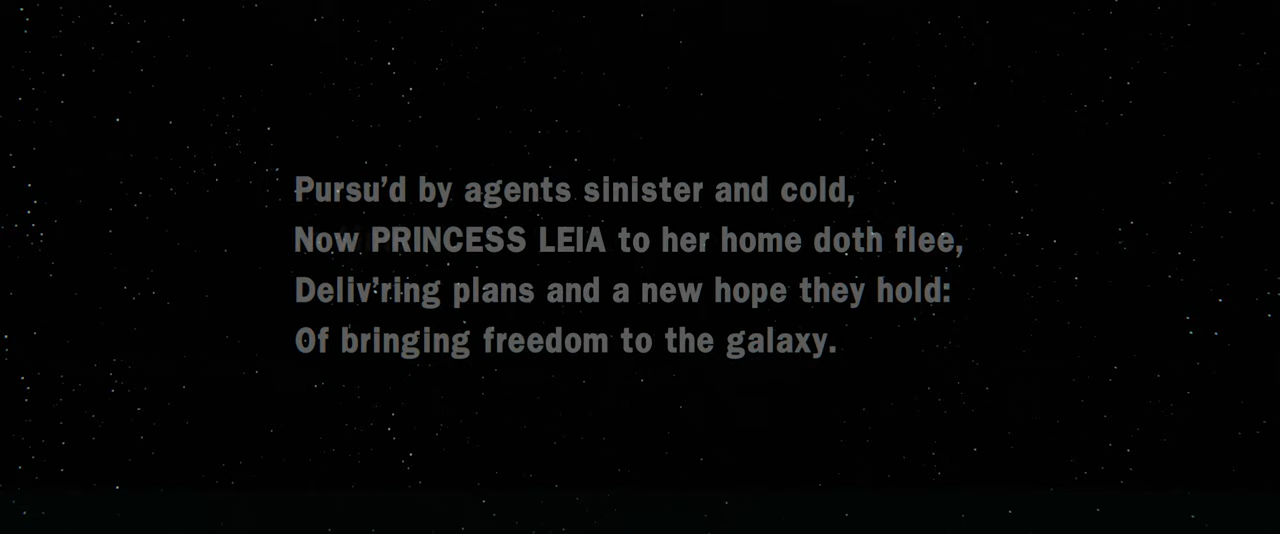 Pursu’d by agents sinister and cold,
Now PRINCESS LEIA to her home doth flee,
Deliv’ring plans and a new hope they hold:
Of bringing freedom to the galaxy.